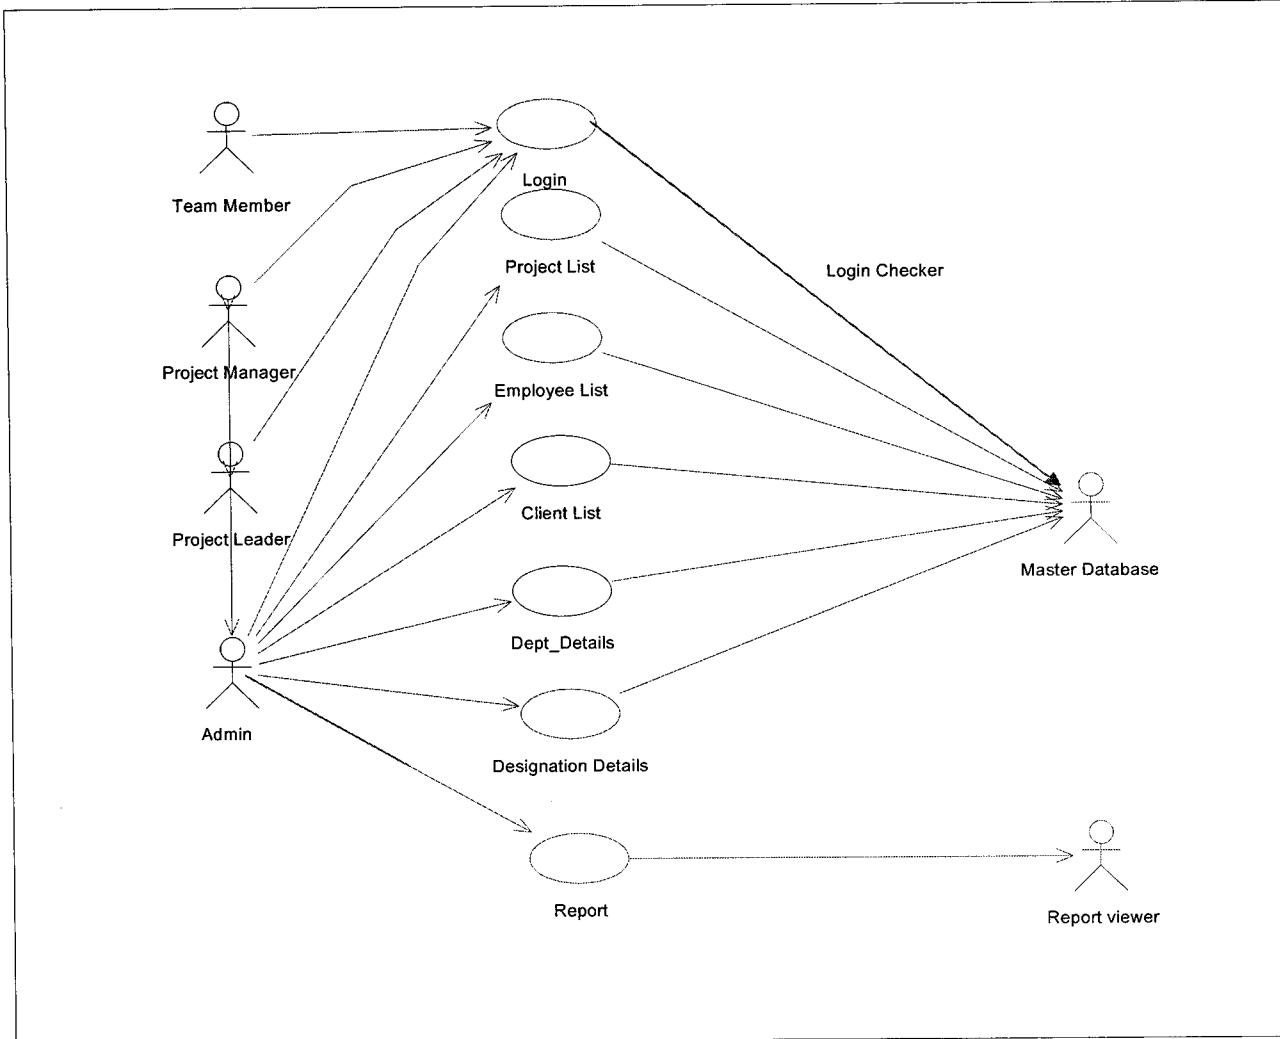 Login
Team Member
Project List
Login Checker
Project Manager
Employee List
Client List
Project Leader
Master Database
Dept_Details
Admin
Designation Details
Report
Report viewer